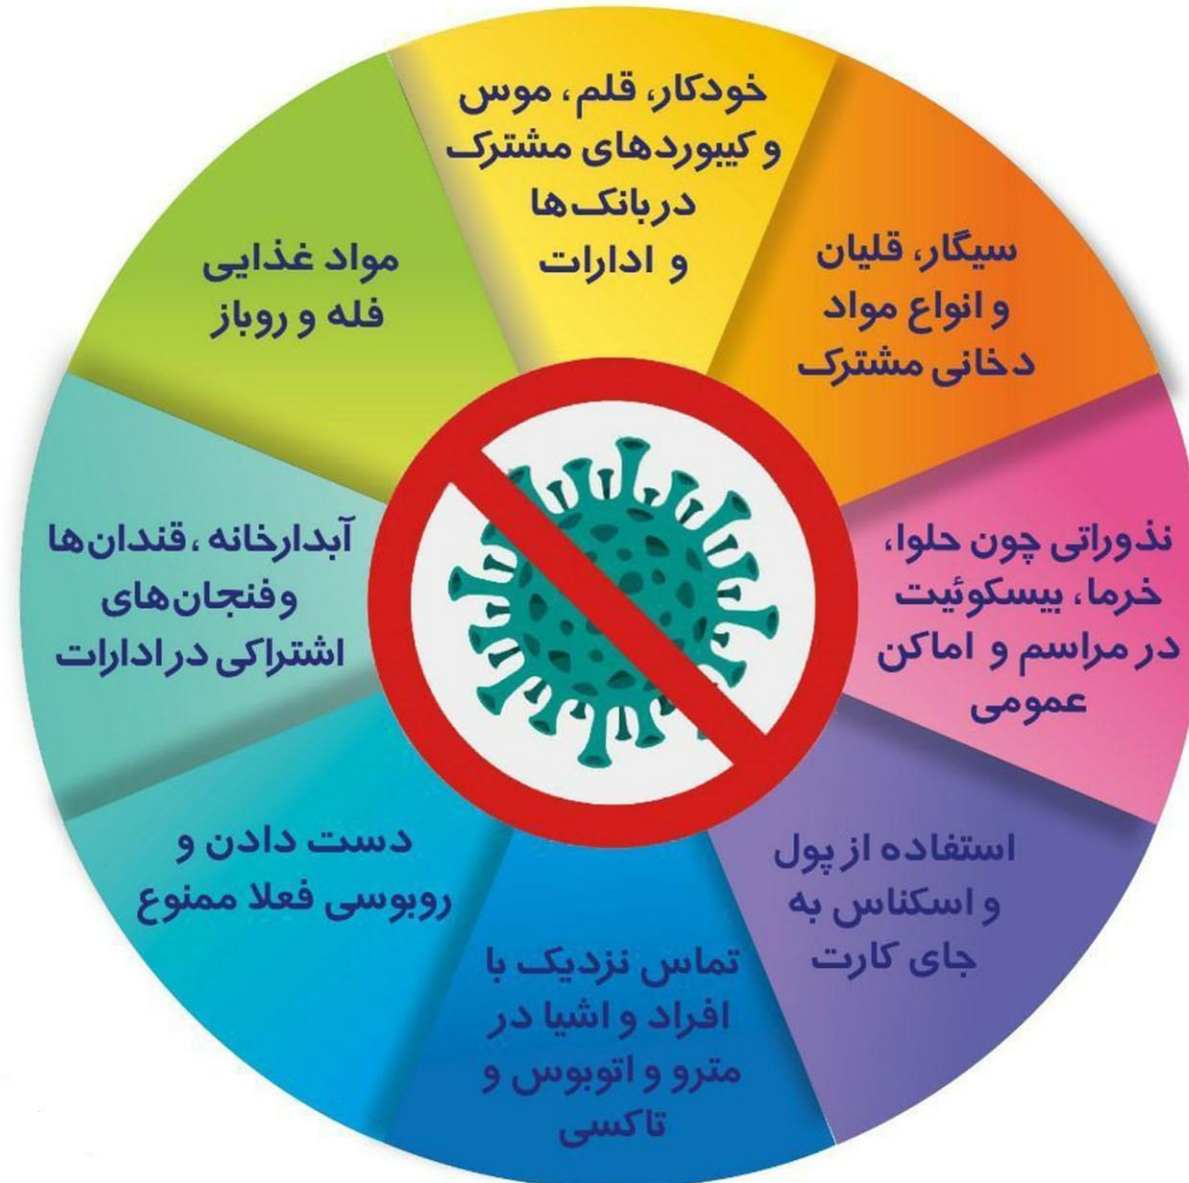 خودکار، قلم، موس
و کیبوردهای مشترک
در بانک‌ها
و ادارات
سیگار، قلیان
و انواع مواد
دخانی مشترک
نذوراتی چون حلوا،
خرما، بیسکوئیت
در مراسم و اماکن
عمومی
استفاده از پول
و اسکناس به
جای کارت
تماس نزدیک با
افراد و اشیا در
مترو و اتوبوس و
تاکسی
دست دادن و
روبوسی فعلا ممنوع
آبدارخانه ، قندان‌ها
وفنجان‌های
اشتراکی در ادارات
مواد غذایی
فله و روباز